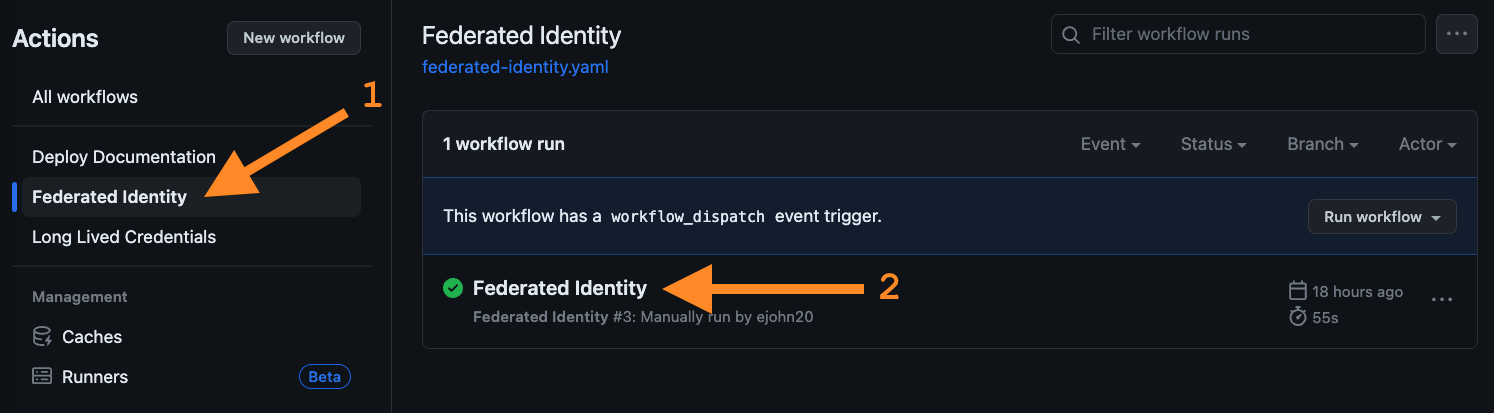 Actions
New workflow
All workflows
1
Deploy Documentation
Federated Identity
Long Lived Credentials
Management
Caches
Runners
Beta
Federated Identity
federated-identity.yaml
Filter workflow runs
1 workflow run
Event
Status
Branch
Actor
This workflow has a workflow_dispatch event trigger.
Run workflow
Federated Identity
2
Federated Identity #3: Manually run by ejohn20
18 hours ago
55s